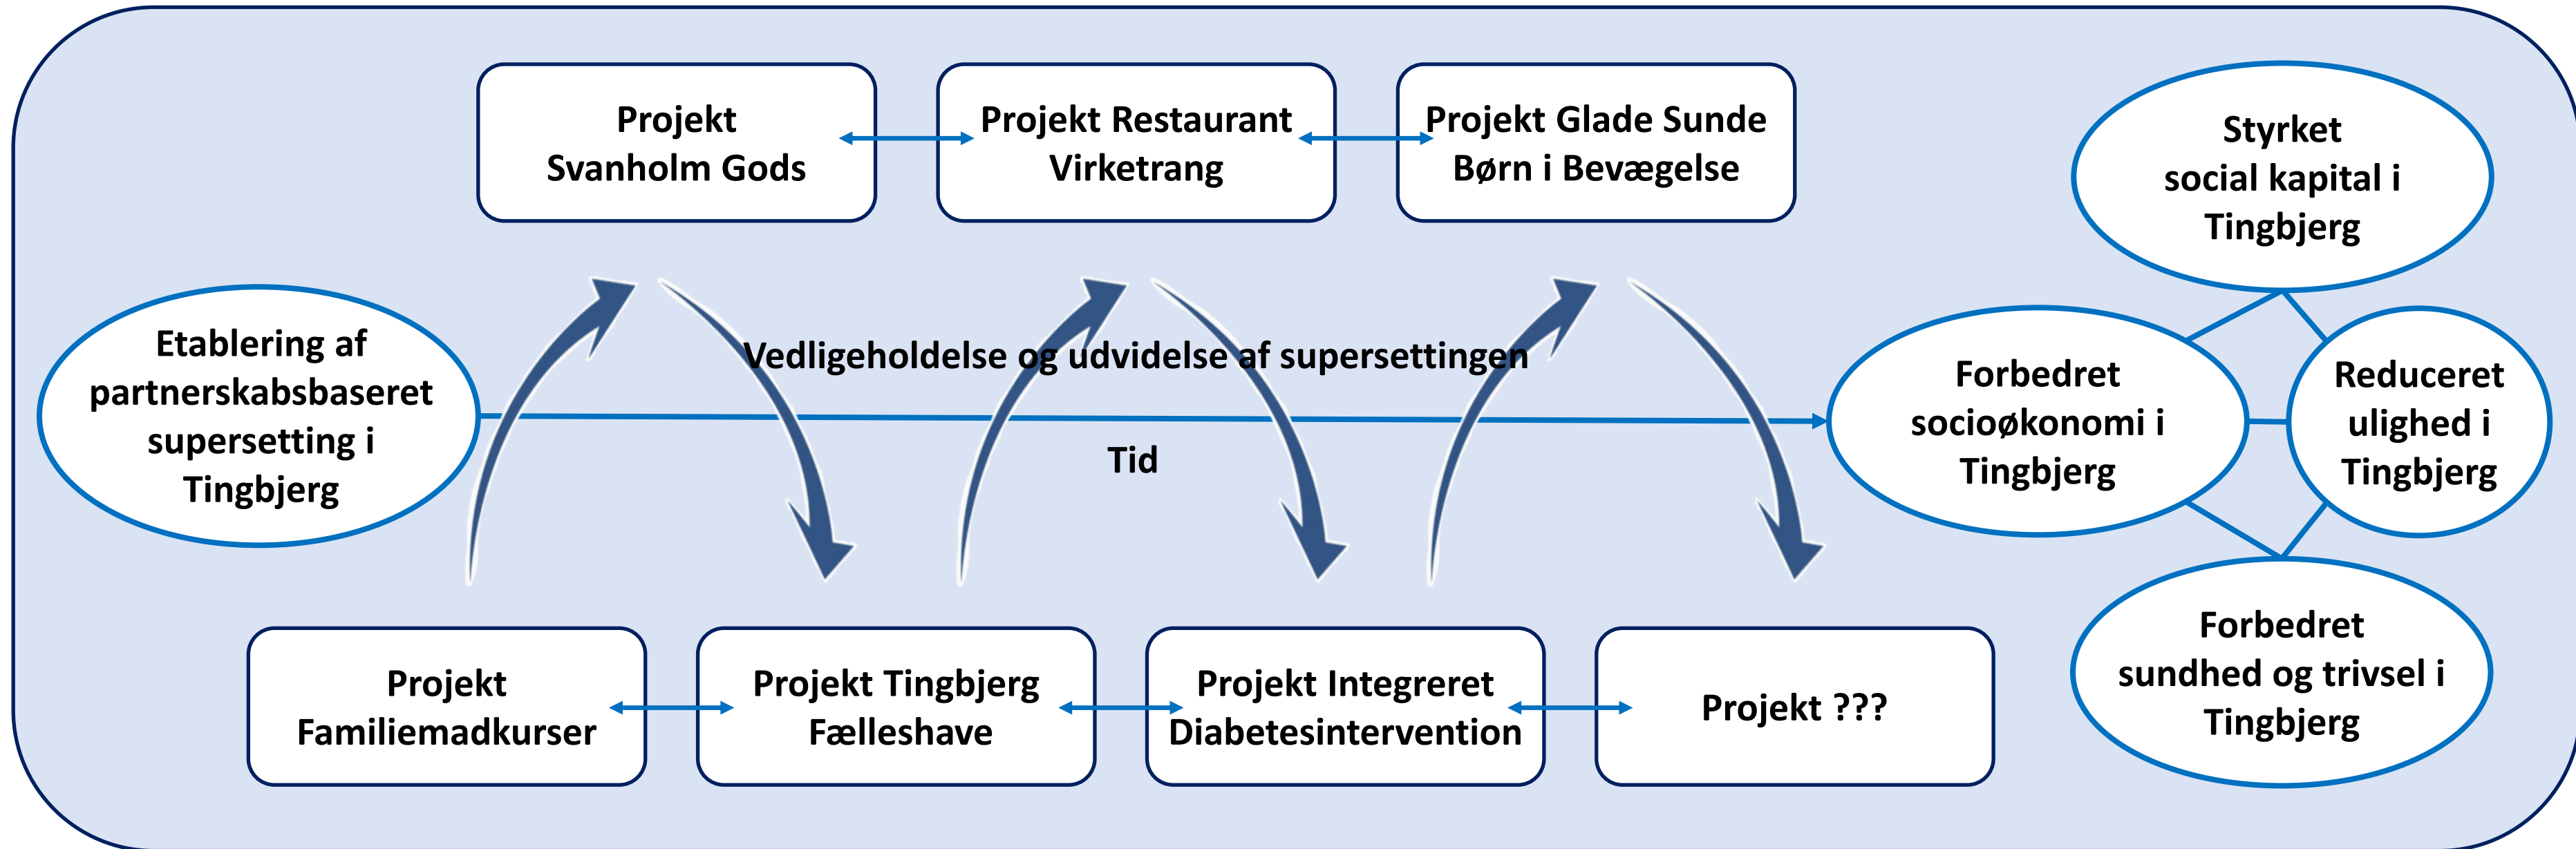 Projekt
Svanholm Gods
Projekt Restaurant
Virketrang
Projekt Glade Sunde
Børn i Bevægelse
Styrket
social kapital i
Tingbjerg
Etablering af
partnerskabsbaseret
supersetting i
Tingbjerg
Vedligeholdelse og udvidelse af supersettingen
Tid
Forbedret
socioøkonomi i
Tingbjerg
Reduceret
ulighed i
Tingbjerg
Projekt
Familiemadkurser
Projekt Tingbjerg
Fælleshave
Projekt Integreret
Diabetesintervention
Projekt ???
Forbedret
sundhed og trivsel i
Tingbjerg